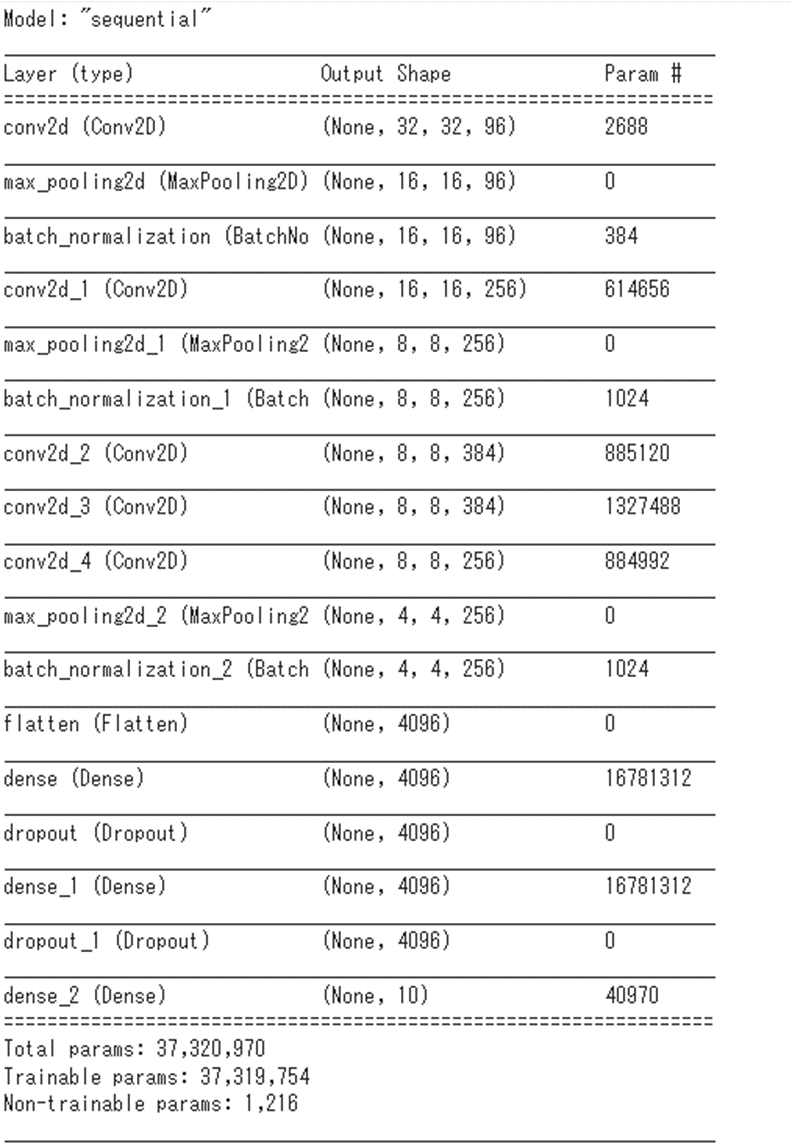 Model: "sequential"
Layer (type) Output Shape Param #
=================================================================
conv2d (Conv2D) (None, 32, 32, 96) 2688
max_pooling2d (MaxPooling2D) (None, 16, 16, 96) 0
batch_normalization (BatchNo (None, 16, 16, 96) 384
conv2d_1 (Conv2D) (None, 16, 16, 256) 614656
max_pooling2d_1 (MaxPooling2 (None, 8, 8, 256) 0
batch_normalization_1 (Batch (None, 8, 8, 256) 1024
conv2d_2 (Conv2D) (None, 8, 8, 384) 885120
conv2d_3 (Conv2D) (None, 8, 8, 384) 1327488
conv2d_4 (Conv2D) (None, 8, 8, 256) 884992
max_pooling2d_2 (MaxPooling2 (None, 4, 4, 256) 0
batch_normalization_2 (Batch (None, 4, 4, 256) 1024
flatten (Flatten) (None, 4096) 0
dense (Dense) (None, 4096) 16781312
dropout (Dropout) (None, 4096) 0
dense_1 (Dense) (None, 4096) 16781312
dropout_1 (Dropout) (None, 4096) 0
dense_2 (Dense) (None, 10) 40970
=================================================================
Total params: 37,320,970
Trainable params: 37,319,754
Non-trainable params: 1,216